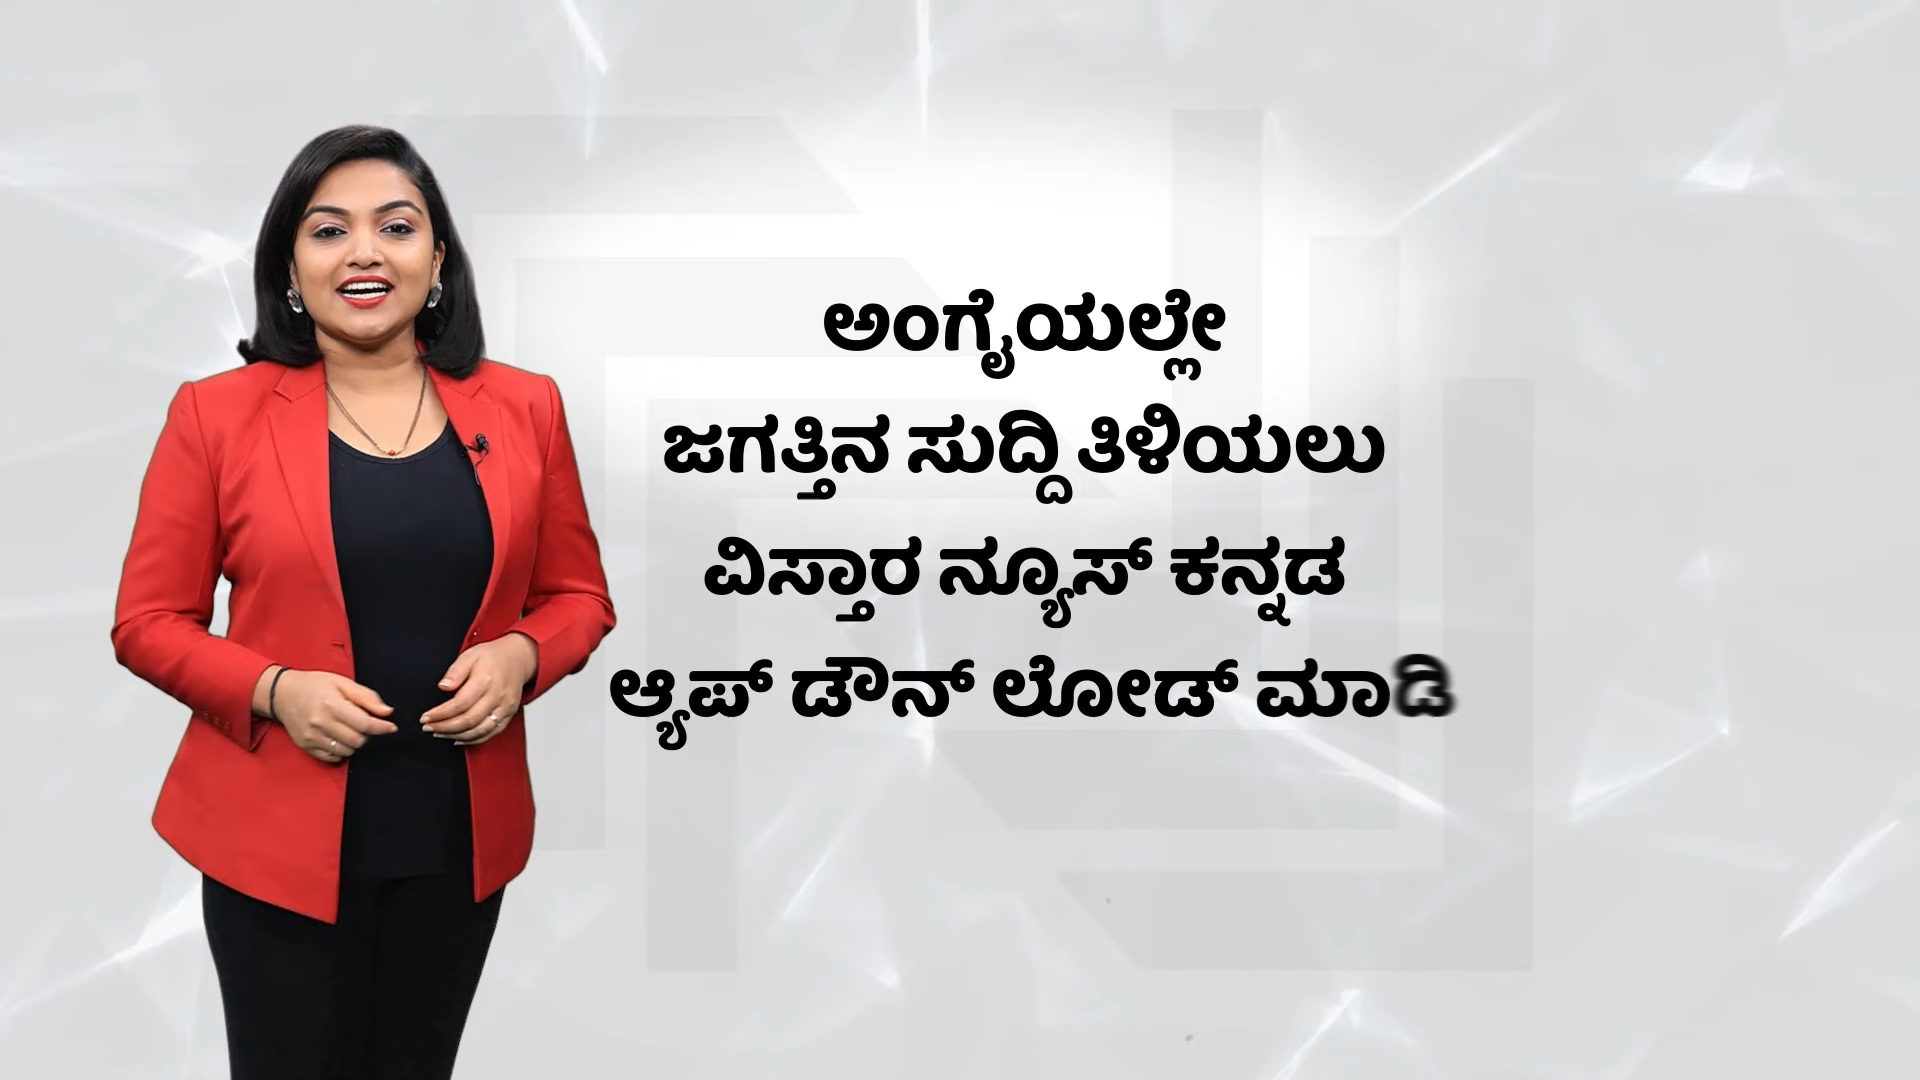 ಅಂಗೈಯಲ್ಲೇ
ಜಗತ್ತಿನ ಸುದ್ದಿ ತಿಳಿಯಲು
ವಿಸ್ತಾರ ನ್ಯೂಸ್ ಕನ್ನಡ
ಆ್ಯಪ್ ಡೌನ್ ಲೋಡ್ ಮಾಡಿ